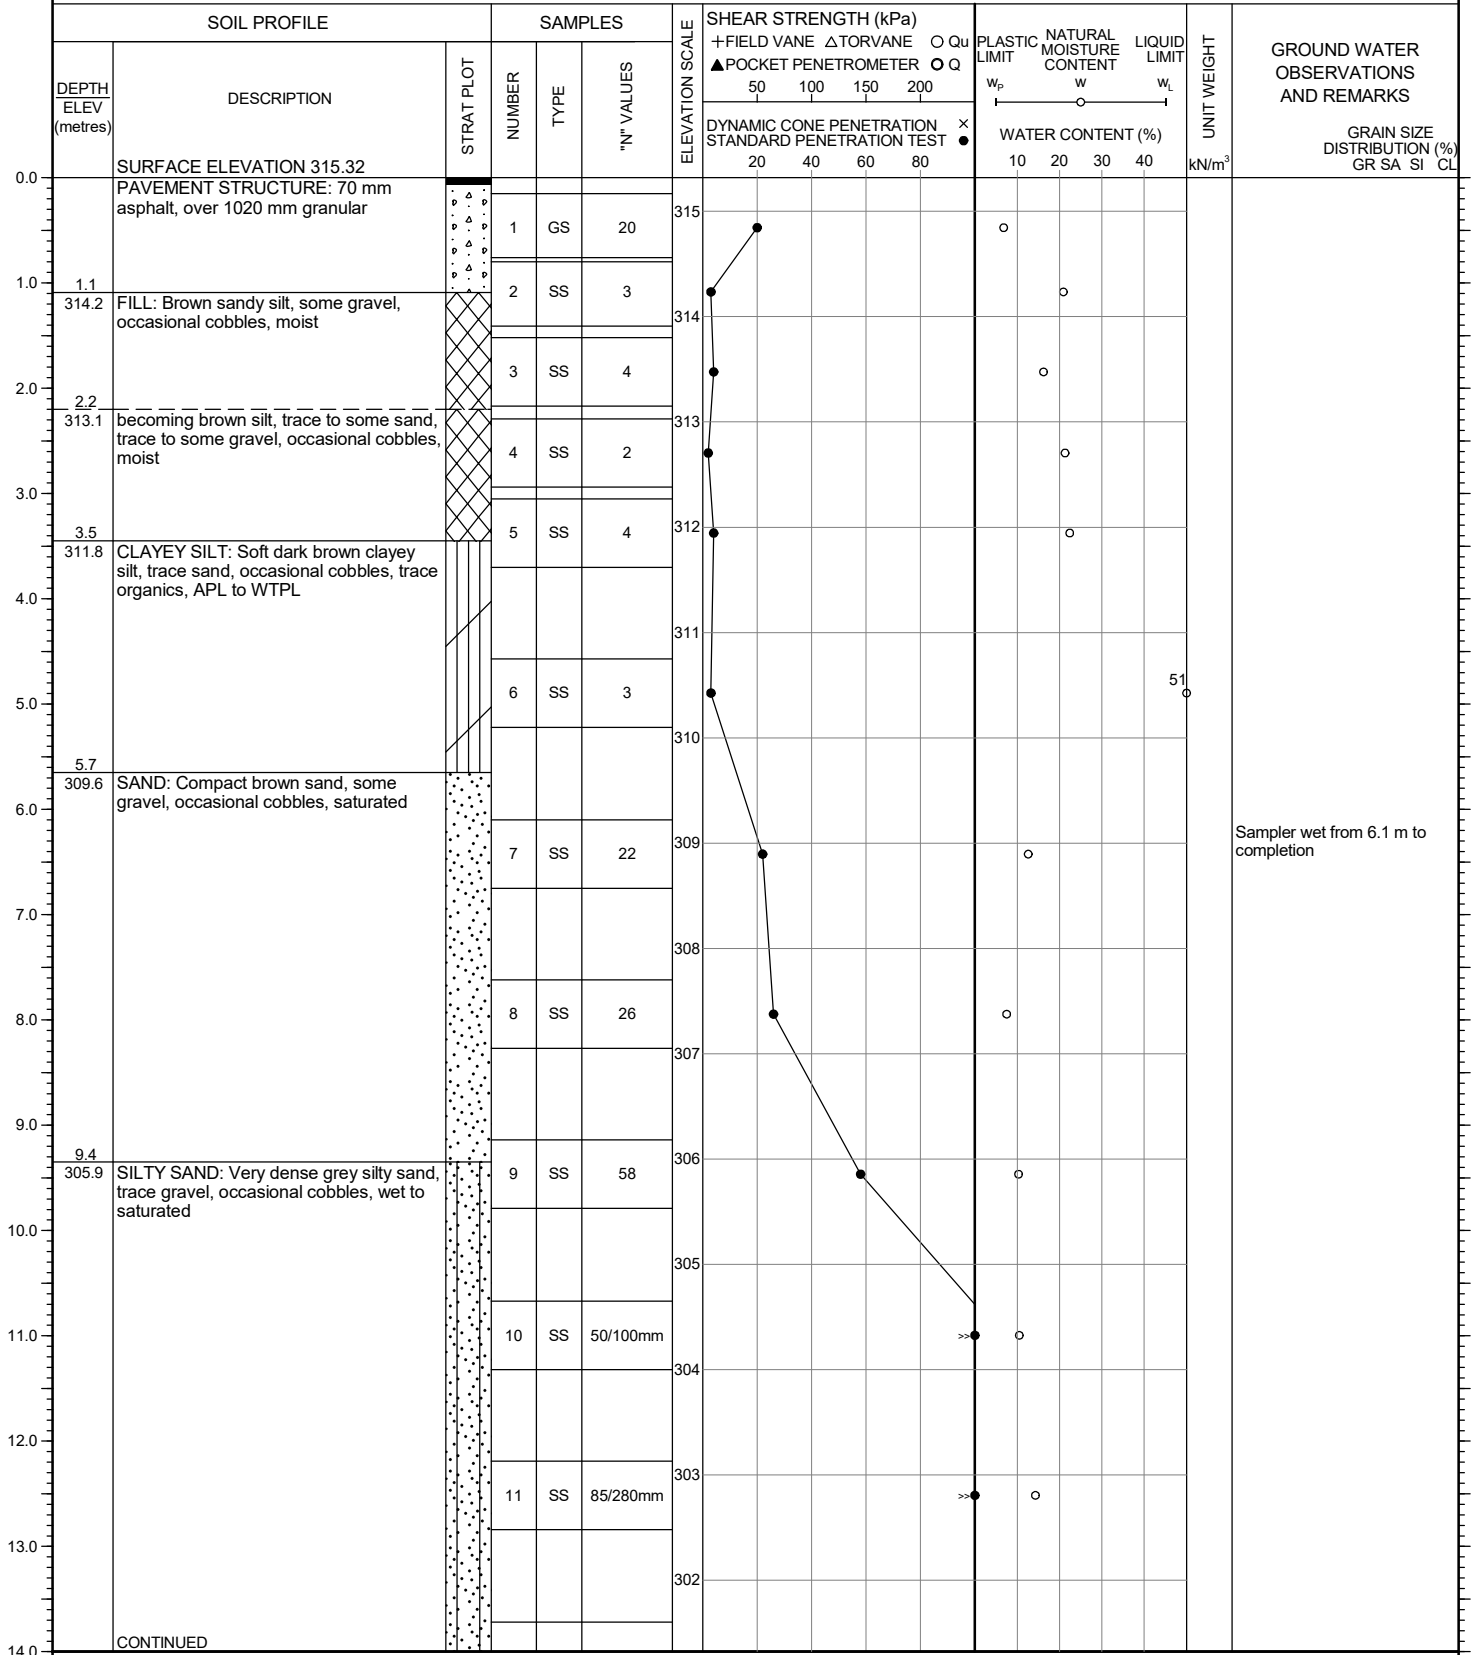 SOIL PROFILE
SAMPLES
DEPTH
ELEV
(metres)
DESCRIPTION
SURFACE ELEVATION 315.32
STRAT PLOT
NUMBER
TYPE
"N" VALUES
ELEVATION SCALE
SHEAR STRENGTH (kPa)
+FIELD VANE △TORVANE ○ Qu
▲POCKET PENETROMETER O Q
50 100 150 200
DYNAMIC CONE PENETRATION ×
STANDARD PENETRATION TEST ●
20 40 60 80
PLASTIC LIMIT
NATURAL MOISTURE CONTENT
LIQUID LIMIT
wP w wL
WATER CONTENT (%)
10 20 30 40
UNIT WEIGHT
kN/m³
GROUND WATER
OBSERVATIONS
AND REMARKS
GRAIN SIZE
DISTRIBUTION (%)
GR SA SI CL
0.0
PAVEMENT STRUCTURE: 70 mm
asphalt, over 1020 mm granular
315
1 GS 20
1.0
1.1
314.2
FILL: Brown sandy silt, some gravel,
occasional cobbles, moist
2 SS 3
314
3 SS 4
2.0
2.2
313.1
becoming brown silt, trace to some sand,
trace to some gravel, occasional cobbles,
moist
313
4 SS 2
3.0
3.5
311.8
5 SS 4
312
CLAYEY SILT: Soft dark brown clayey
silt, trace sand, occasional cobbles, trace
organics, APL to WTPL
4.0
311
6 SS 3
51
5.0
310
5.7
309.6
SAND: Compact brown sand, some
gravel, occasional cobbles, saturated
6.0
309
7 SS 22
Sampler wet from 6.1 m to
completion
7.0
308
8.0
8 SS 26
307
9.0
306
9.4
305.9
SILTY SAND: Very dense grey silty sand,
trace gravel, occasional cobbles, wet to
saturated
9 SS 58
10.0
305
11.0
10 SS 50/100mm
>>
304
12.0
303
11 SS 85/280mm
>>
13.0
302
CONTINUED
14.0